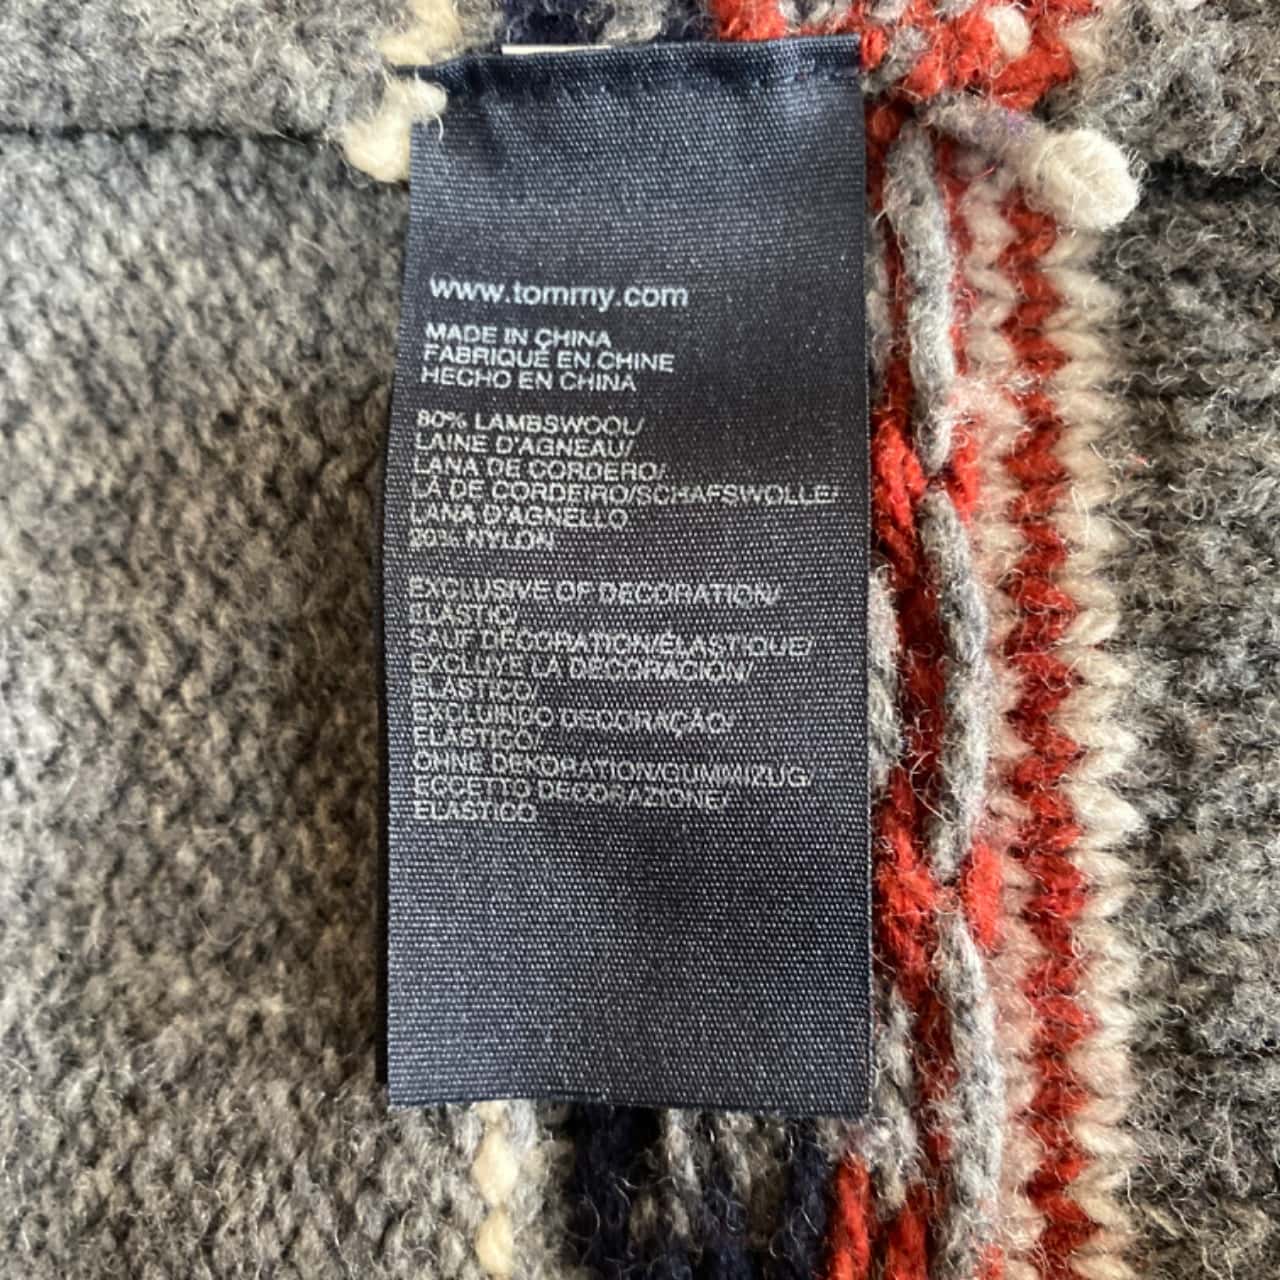 www.tommy.com
MADE IN CHINA
FABRIQUÉ EN CHINE
HECHO EN CHINA
80% LAMBSWOOL/
LAINE D'AGNEAU/
LANA DE CORDERO/
LÃ DE CORDEIRO/SCHAFSWOLLE/
LANA D'AGNELLO
20% NYLON
EXCLUSIVE OF DECORATION/
ELASTIC/
SAUF DÉCORATION/ÉLASTIQUE/
EXCLUYE LA DECORACIÓN/
ELÁSTICO/
EXCLUINDO DECORAÇÃO/
ELÁSTICO/
OHNE DEKORATION/GUMMIZUG/
ECCETTO DECORAZIONE/
ELASTICO